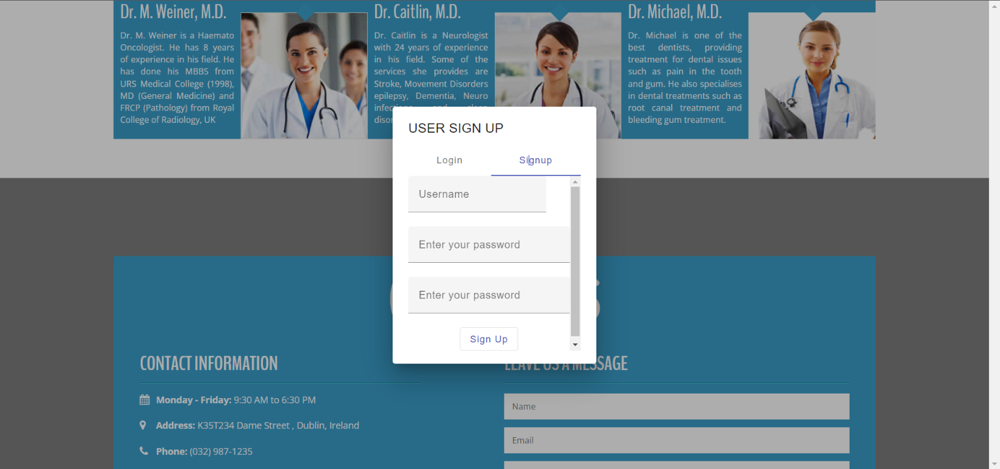 Dr. M. Weiner, M.D.
Dr. M. Weiner is a Haemato
Oncologist. He has 8 years
of experience in his field. He
has done his MBBS from
URS Medical College (1998),
MD (General Medicine) and
FRCP (Pathology) from Royal
College of Radiology, UK
Dr. Caitlin, M.D.
Dr. Caitlin is a Neurologist
with 24 years of experience
in his field. Some of the
services she provides are
Stroke, Movement Disorders
epilepsy, Dementia, Neuro
Dr. Michael, M.D.
Dr. Michael is one of the
best dentists, providing
treatment for dental issues
such as pain in the tooth
and gum. He also specialises
in dental treatments such as
root canal treatment and
bleeding gum treatment.
USER SIGN UP
Login
Signup
Username
Enter your password
Enter your password
Sign Up
CONTACT INFORMATION
Monday - Friday: 9:30 AM to 6:30 PM
Address: K35T234 Dame Street , Dublin, Ireland
Phone: (032) 987-1235
LEAVE US A MESSAGE
Name
Email